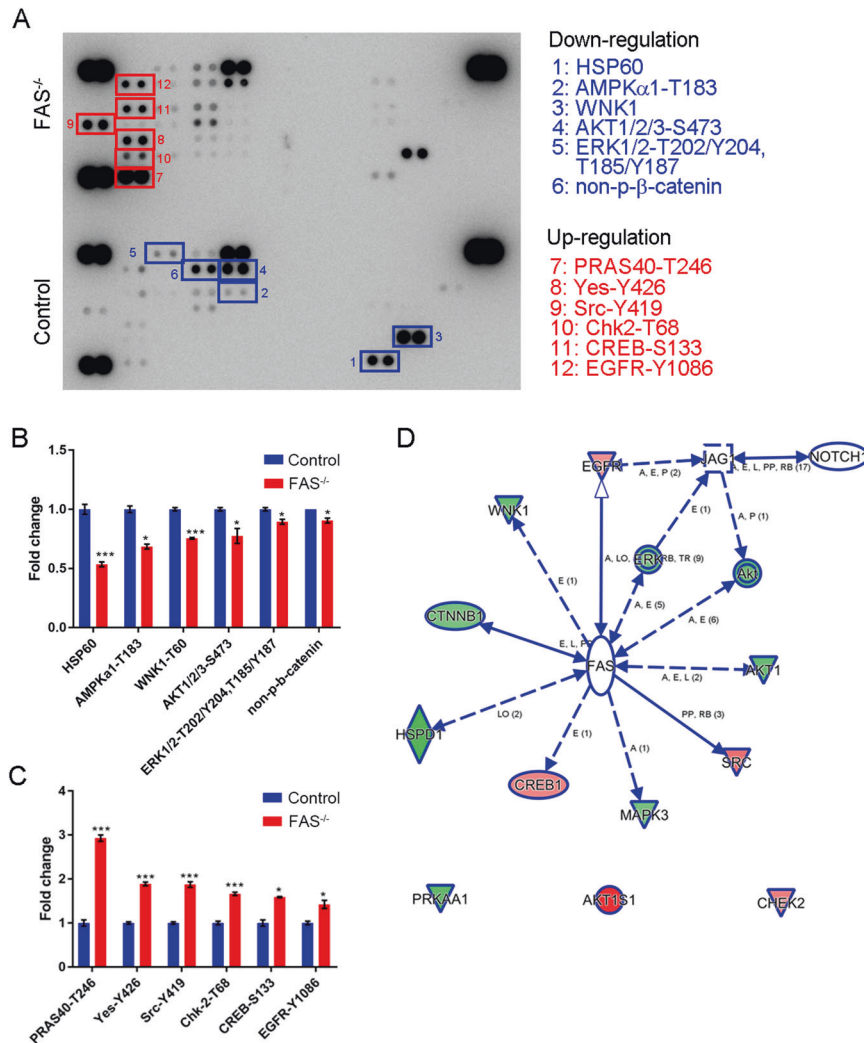 A
FAS-/-
Control
12
11
9
8
10
7
5
6
4
2
3
1
Down-regulation
1: HSP60
2: AMPKα1-T183
3: WNK1
4: AKT1/2/3-S473
5: ERK1/2-T202/Y204,
T185/Y187
6: non-p-β-catenin
Up-regulation
7: PRAS40-T246
8: Yes-Y426
9: Src-Y419
10: Chk2-T68
11: CREB-S133
12: EGFR-Y1086
B
Fold change
1.5
1.0
0.5
0.0
Control
FAS-/-
***
*
***
*
*
*
HSP60
AMPKa1-T183
WNK1-T60
AKT1/2/3-S473
ERK1/2-T202/Y204,T185/Y187
non-p-b-catenin
C
Fold change
4
3
2
1
0
Control
FAS-/-
***
***
***
***
*
*
PRAS40-T246
Yes-Y426
Src-Y419
Chk-2-T68
CREB-S133
EGFR-Y1086
D
EGFR
A, E, P (2)
JAG1
A, E, L, PP, RB (17)
NOTCH1
WNK1
E (1)
A, P (1)
A, LO,
ERK
RB, TR (9)
Akt
E (1)
A, E (5)
A, E (6)
CTNNB1
E, L, P
FAS
A, E, L (2)
AKT1
HSPD1
LO (2)
PP, RB (3)
SRC
E (1)
A (1)
CREB1
MAPK3
PRKAA1
AKT1S1
CHEK2